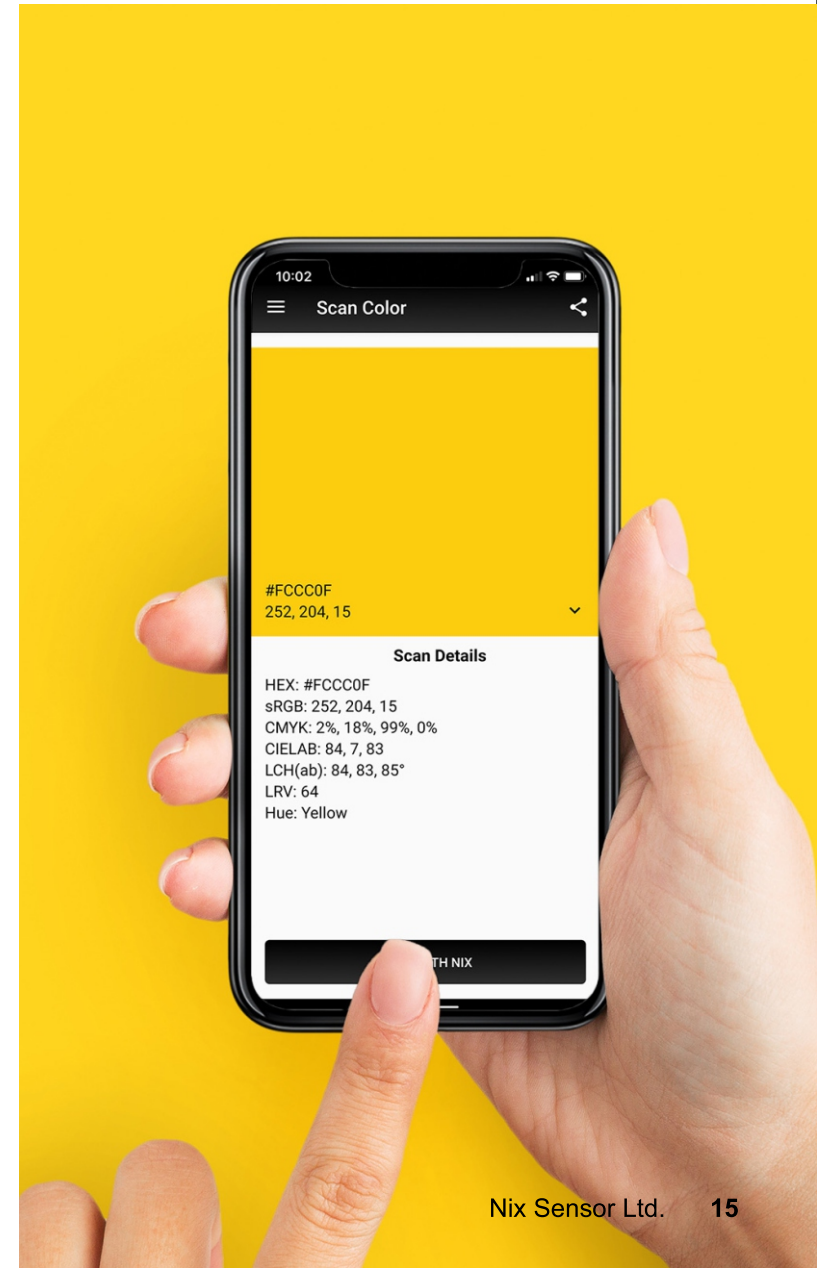 10:02
Scan Color
#FCCC0F
252, 204, 15
Scan Details
HEX: #FCCC0F
sRGB: 252, 204, 15
CMYK: 2%, 18%, 99%, 0%
CIELAB: 84, 7, 83
LCH(ab): 84, 83, 85°
LRV: 64
Hue: Yellow
NIX
Nix Sensor Ltd. 15